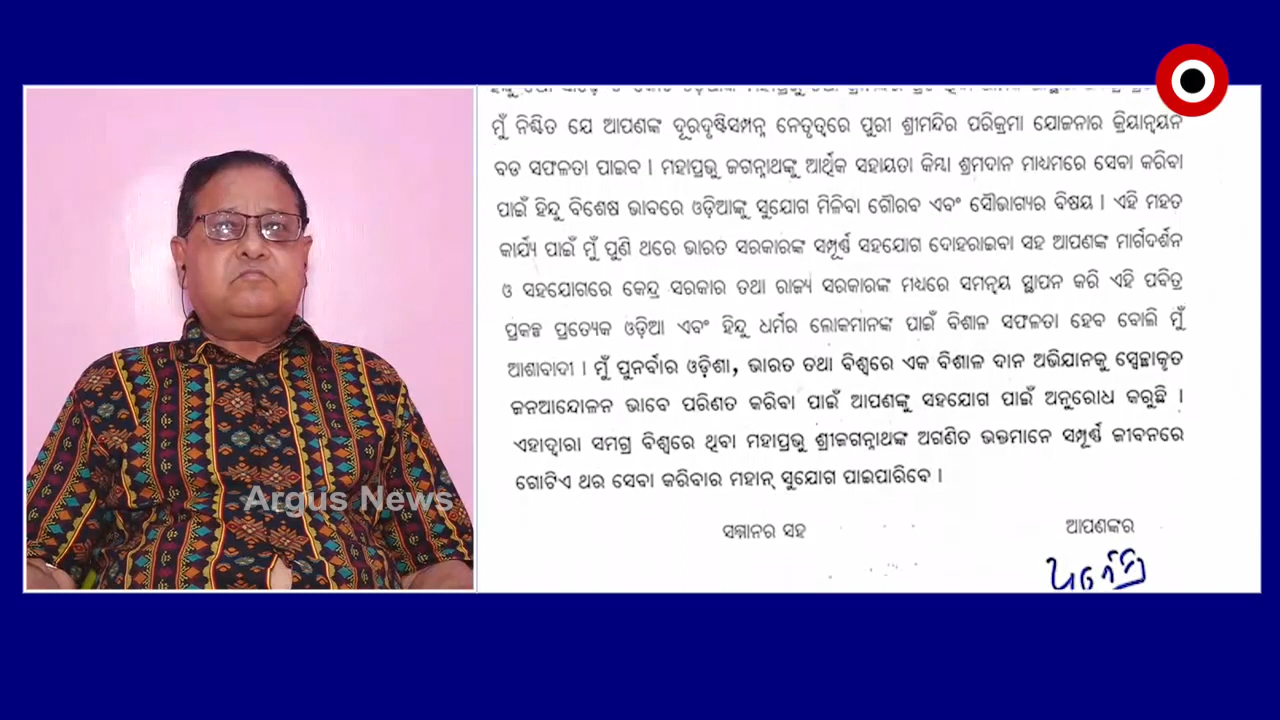 ମୁଁ ନିଶ୍ଚିତ ଯେ ଆପଣଙ୍କ ଦୂରଦୃଷ୍ଟିସମ୍ପନ୍ନ ନେତୃତ୍ୱରେ ପୁରୀ ଶ୍ରୀମନ୍ଦିର ପରିକ୍ରମା ଯୋଜନାର କ୍ରିୟାନ୍ୱୟନ
ବଡ ସଫଳତା ପାଇବ । ମହାପ୍ରଭୁ ଜଗନ୍ନାଥଙ୍କୁ ଆର୍ଥିକ ସହାୟତା କିମ୍ୱା ଶ୍ରମଦାନ ମାଧ୍ୟମରେ ସେବା କରିବା
ପାଇଁ ହିନ୍ଦୁ ବିଶେଷ ଭାବରେ ଓଡ଼ିଆଙ୍କୁ ସୁଯୋଗ ମିଳିବା ଗୌରବ ଏବଂ ସୌଭାଗ୍ୟର ବିଷୟ । ଏହି ମହତ
କାର୍ଯ୍ୟ ପାଇଁ ମୁଁ ପୁଣି ଥରେ ଭାରତ ସରକାରଙ୍କ ସମ୍ପୂର୍ଣ୍ଣ ସହଯୋଗ ଦୋହରାଇବା ସହ ଆପଣଙ୍କ ମାର୍ଗଦର୍ଶନ
ଓ ସହଯୋଗରେ କେନ୍ଦ୍ର ସରକାର ତଥା ରାଜ୍ୟ ସରକାରଙ୍କ ମଧ୍ୟରେ ସମନ୍ୱୟ ସ୍ଥାପନ କରି ଏହି ପବିତ୍ର
ପ୍ରକଳ୍ପ ପ୍ରତ୍ୟେକ ଓଡ଼ିଆ ଏବଂ ହିନ୍ଦୁ ଧର୍ମର ଲୋକମାନଙ୍କ ପାଇଁ ବିଶାଳ ସଫଳତା ହେବ ବୋଲି ମୁଁ
ଆଶାବାଦୀ । ମୁଁ ପୁନର୍ବାର ଓଡ଼ିଶା, ଭାରତ ତଥା ବିଶ୍ୱରେ ଏକ ବିଶାଳ ଦାନ ଅଭିଯାନକୁ ସ୍ୱେଚ୍ଛାକୃତ
ଜନଆନ୍ଦୋଳନ ଭାବେ ପରିଣତ କରିବା ପାଇଁ ଆପଣଙ୍କୁ ସହଯୋଗ ପାଇଁ ଅନୁରୋଧ କରୁଛି ।
ଏହାଦ୍ୱାରା ସମଗ୍ର ବିଶ୍ୱରେ ଥିବା ମହାପ୍ରଭୁ ଶ୍ରୀଜଗନ୍ନାଥଙ୍କ ଅଗଣିତ ଭକ୍ତମାନେ ସମ୍ପୂର୍ଣ୍ଣ ଜୀବନରେ
ଗୋଟିଏ ଥର ସେବା କରିବାର ମହାନ୍ ସୁଯୋଗ ପାଇପାରିବେ ।
ସମ୍ମାନର ସହ
ଆପଣଙ୍କର
Argus News